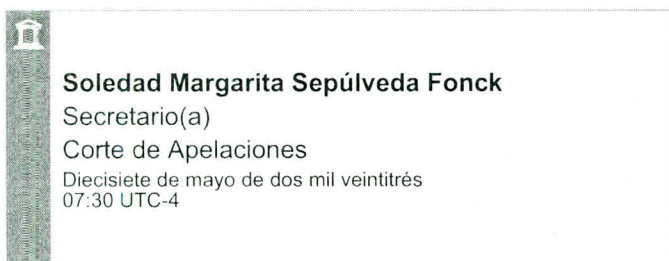 Soledad Margarita Sepúlveda Fonck
Secretario(a)
Corte de Apelaciones
Diecisiete de mayo de dos mil veintitrés
07:30 UTC-4